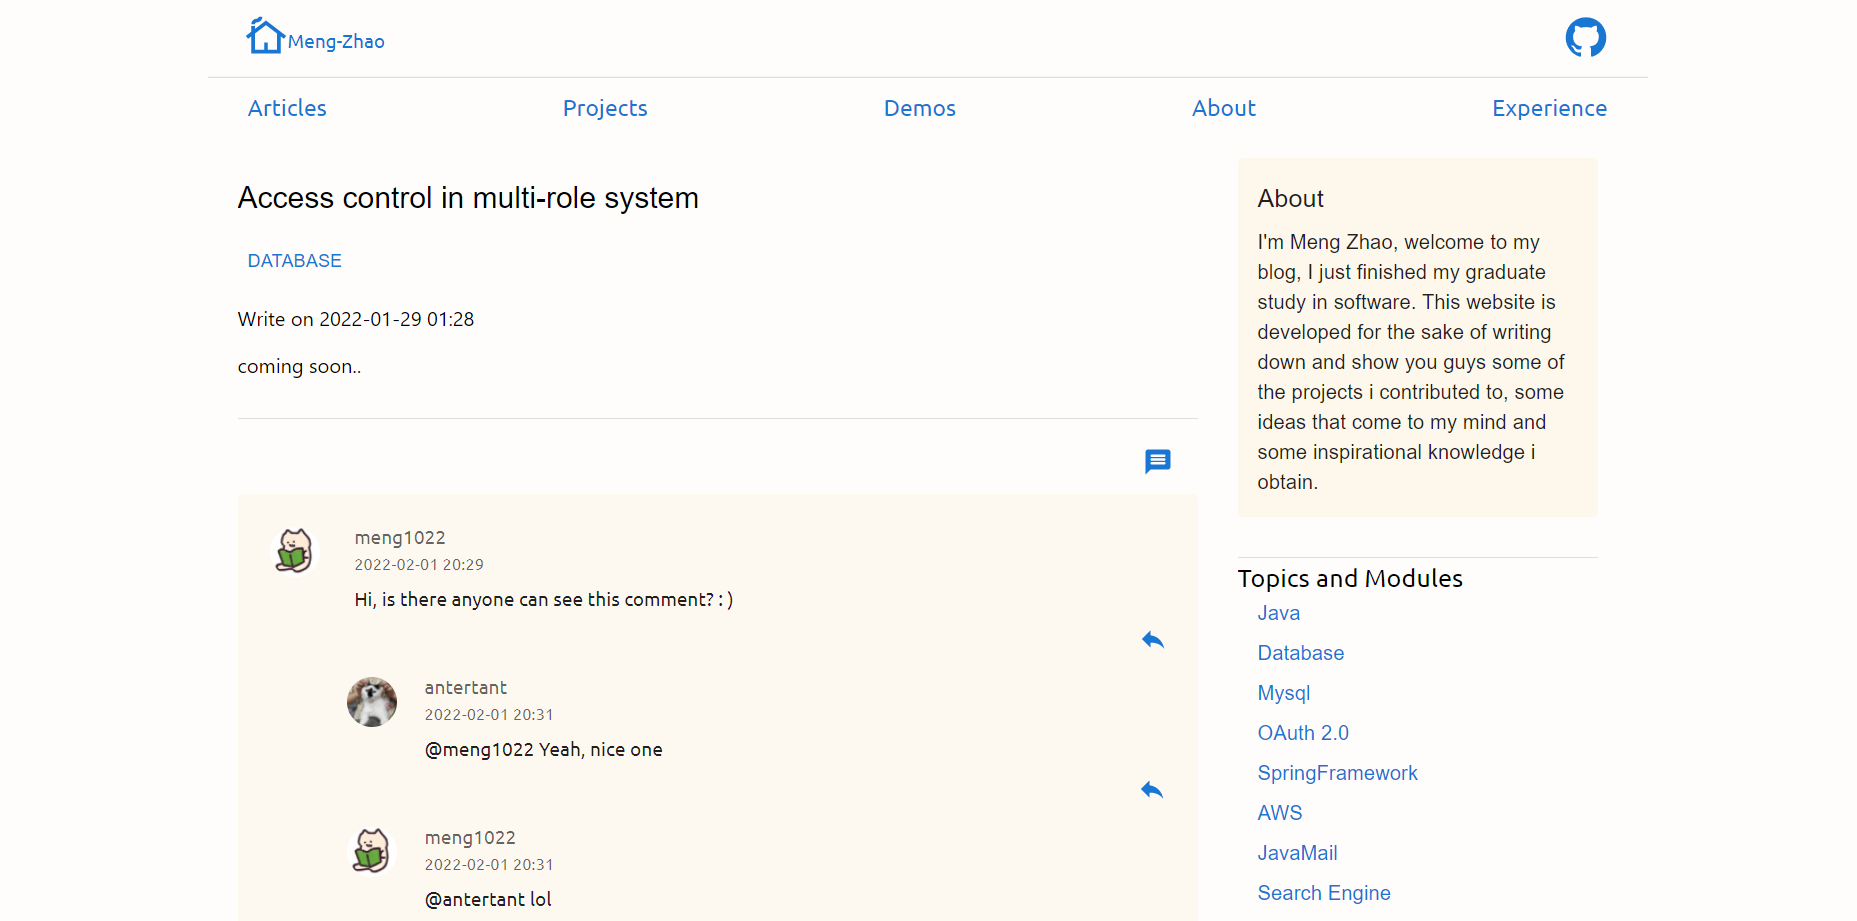 Meng-Zhao
Articles
Projects
Demos
About
Experience
Access control in multi-role system
DATABASE
Write on 2022-01-29 01:28
coming soon..
meng1022
2022-02-01 20:29
Hi, is there anyone can see this comment? : )
antertant
2022-02-01 20:31
@meng1022 Yeah, nice one
meng1022
2022-02-01 20:31
@antertant lol
About
I'm Meng Zhao, welcome to my
blog, I just finished my graduate
study in software. This website is
developed for the sake of writing
down and show you guys some of
the projects i contributed to, some
ideas that come to my mind and
some inspirational knowledge i
obtain.
Topics and Modules
Java
Database
Mysql
OAuth 2.0
SpringFramework
AWS
JavaMail
Search Engine